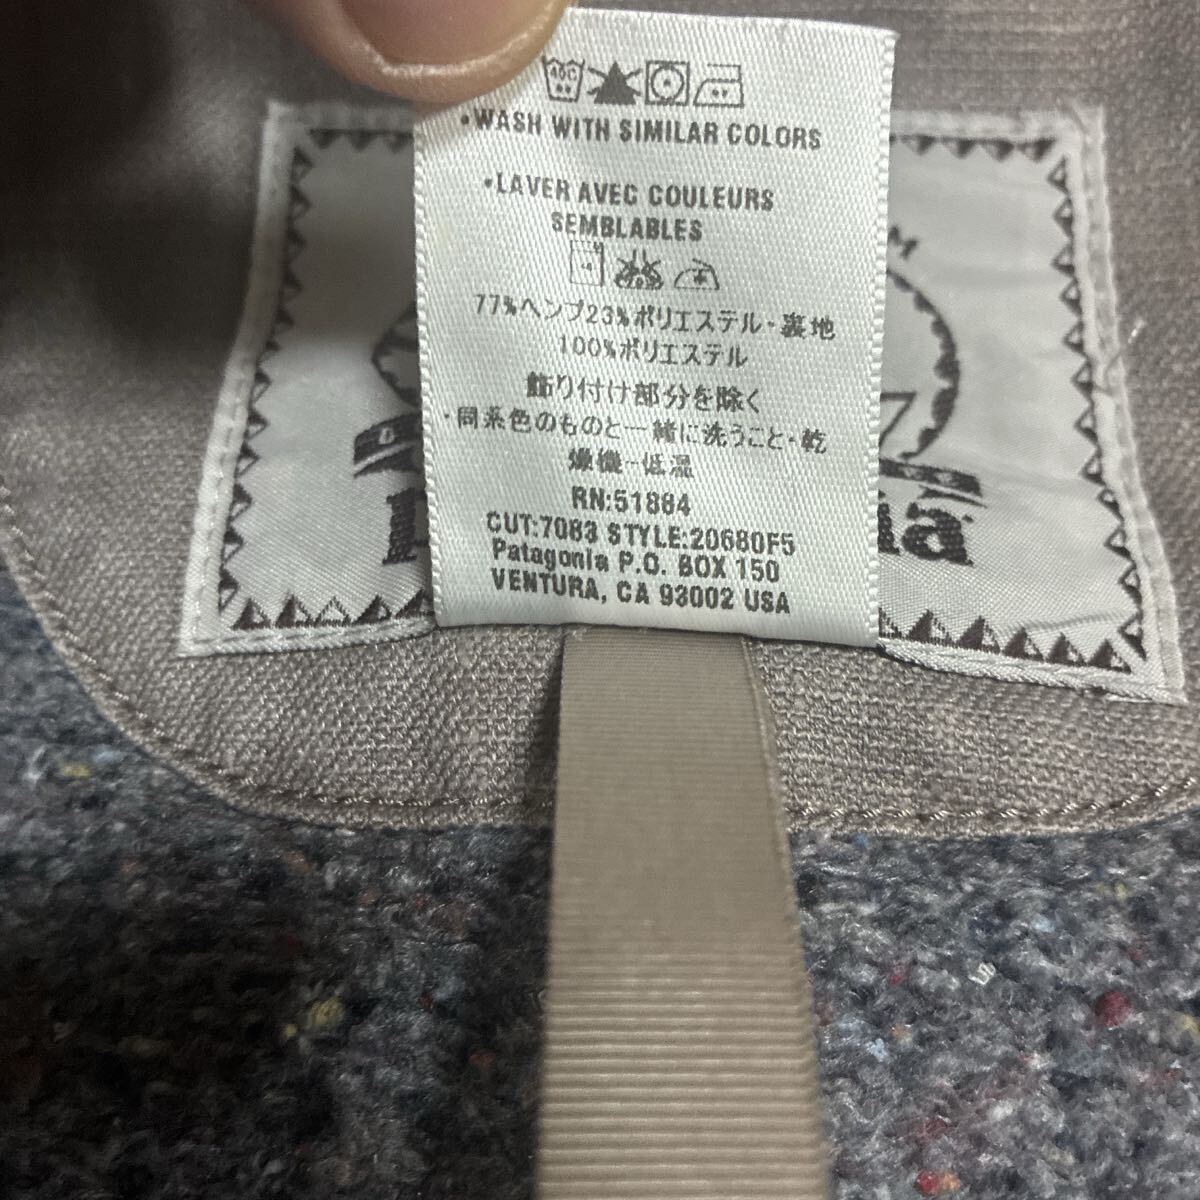 •WASH WITH SIMILAR COLORS
•LAVER AVEC COULEURS
SEMBLABLES
77%ヘンプ23%ポリエステル・裏地
100%ポリエステル
飾り付け部分を除く
・同系色のものと一緒に洗うこと・乾
燥機-低温
RN:51884
CUT:7083 STYLE:20680F5
Patagonia P.O. BOX 150
VENTURA, CA 93002 USA